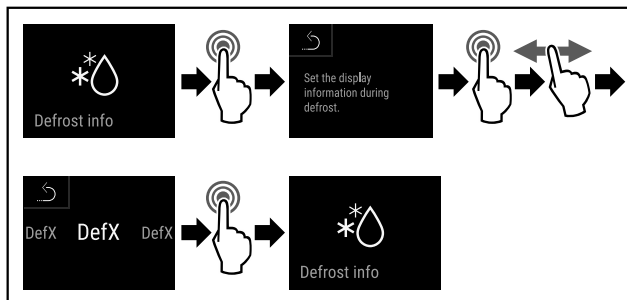 Defrost info
Set the display
information during
defrost.
DefX DefX DefX
Defrost info